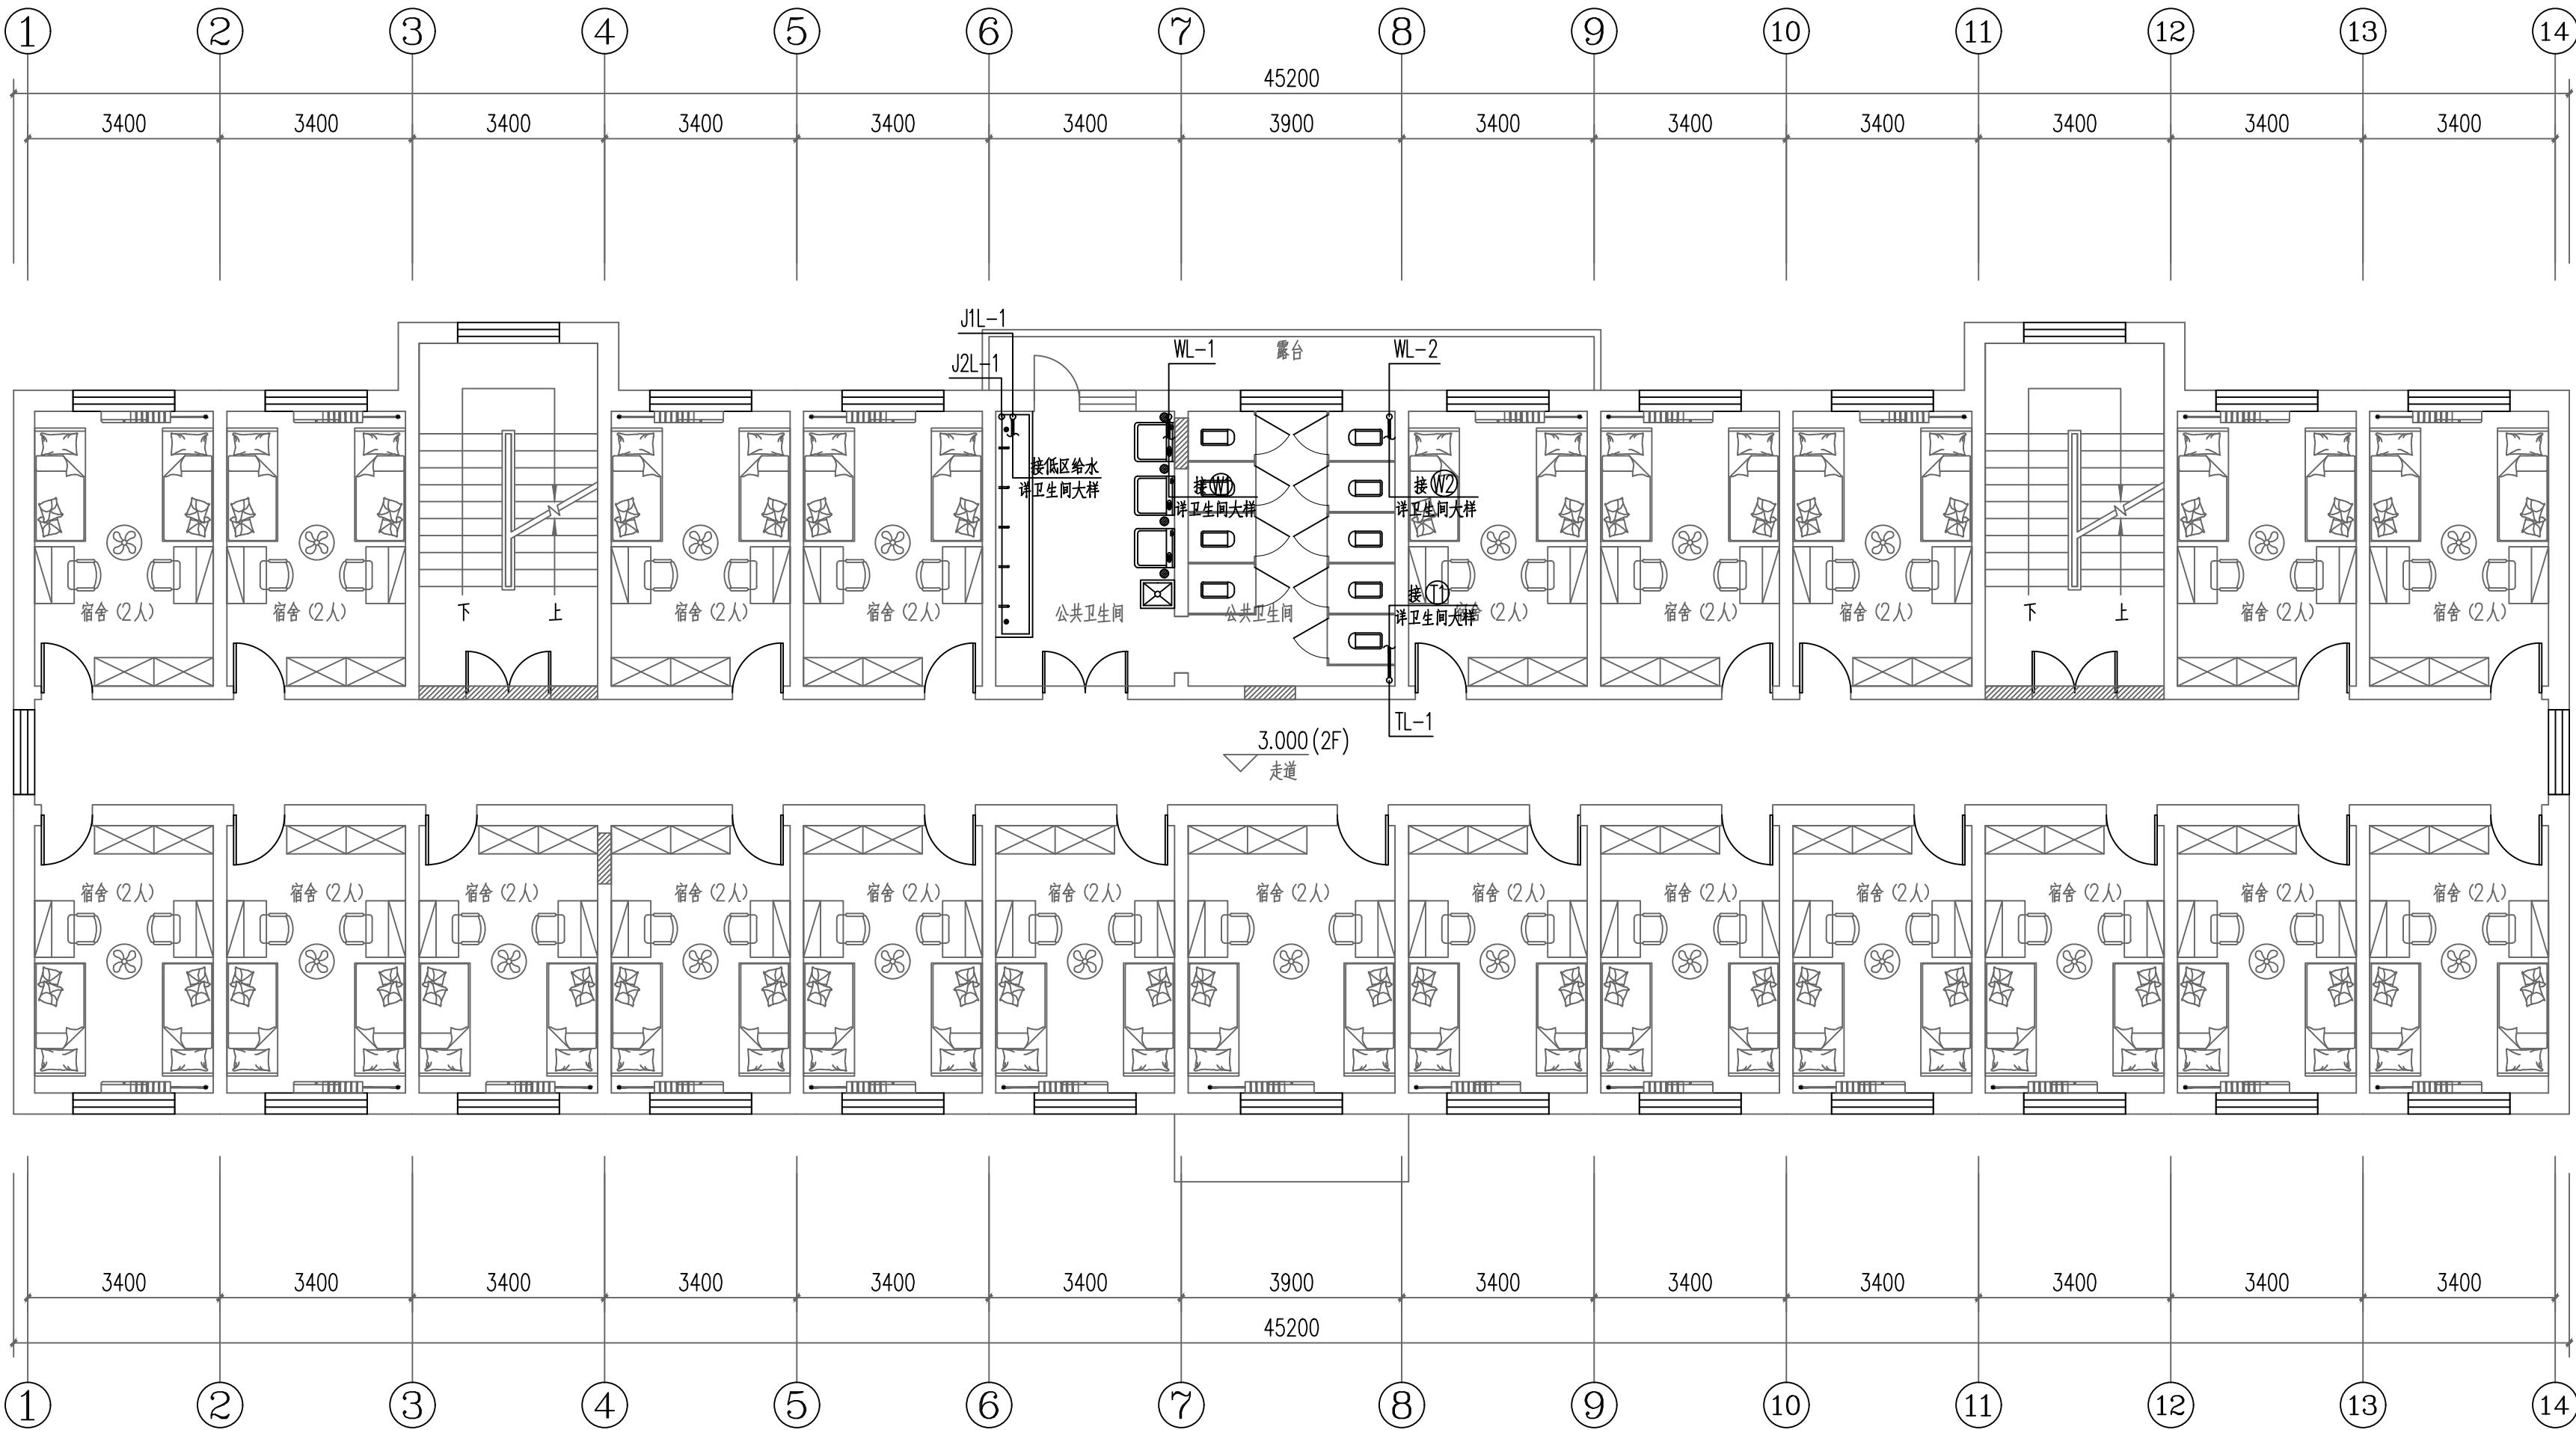 1 2 3 4 5 6 7 8 9 10 11 12 13 14
45200
3400 3400 3400 3400 3400 3400 3900 3400 3400 3400 3400 3400 3400
J1L-1
J2L-1
WL-1
露台
WL-2
接低区给水
详卫生间大样
接W1
详卫生间大样
接W2
详卫生间大样
接T1
详卫生间大样
宿舍(2人) 宿舍(2人) 下 上 宿舍(2人) 宿舍(2人) 公共卫生间 公共卫生间 宿舍(2人) 宿舍(2人) 宿舍(2人) 下 上 宿舍(2人) 宿舍(2人)
TL-1
3.000(2F)
走道
宿舍(2人) 宿舍(2人) 宿舍(2人) 宿舍(2人) 宿舍(2人) 宿舍(2人) 宿舍(2人) 宿舍(2人) 宿舍(2人) 宿舍(2人) 宿舍(2人) 宿舍(2人) 宿舍(2人)
3400 3400 3400 3400 3400 3400 3900 3400 3400 3400 3400 3400 3400
45200
1 2 3 4 5 6 7 8 9 10 11 12 13 14